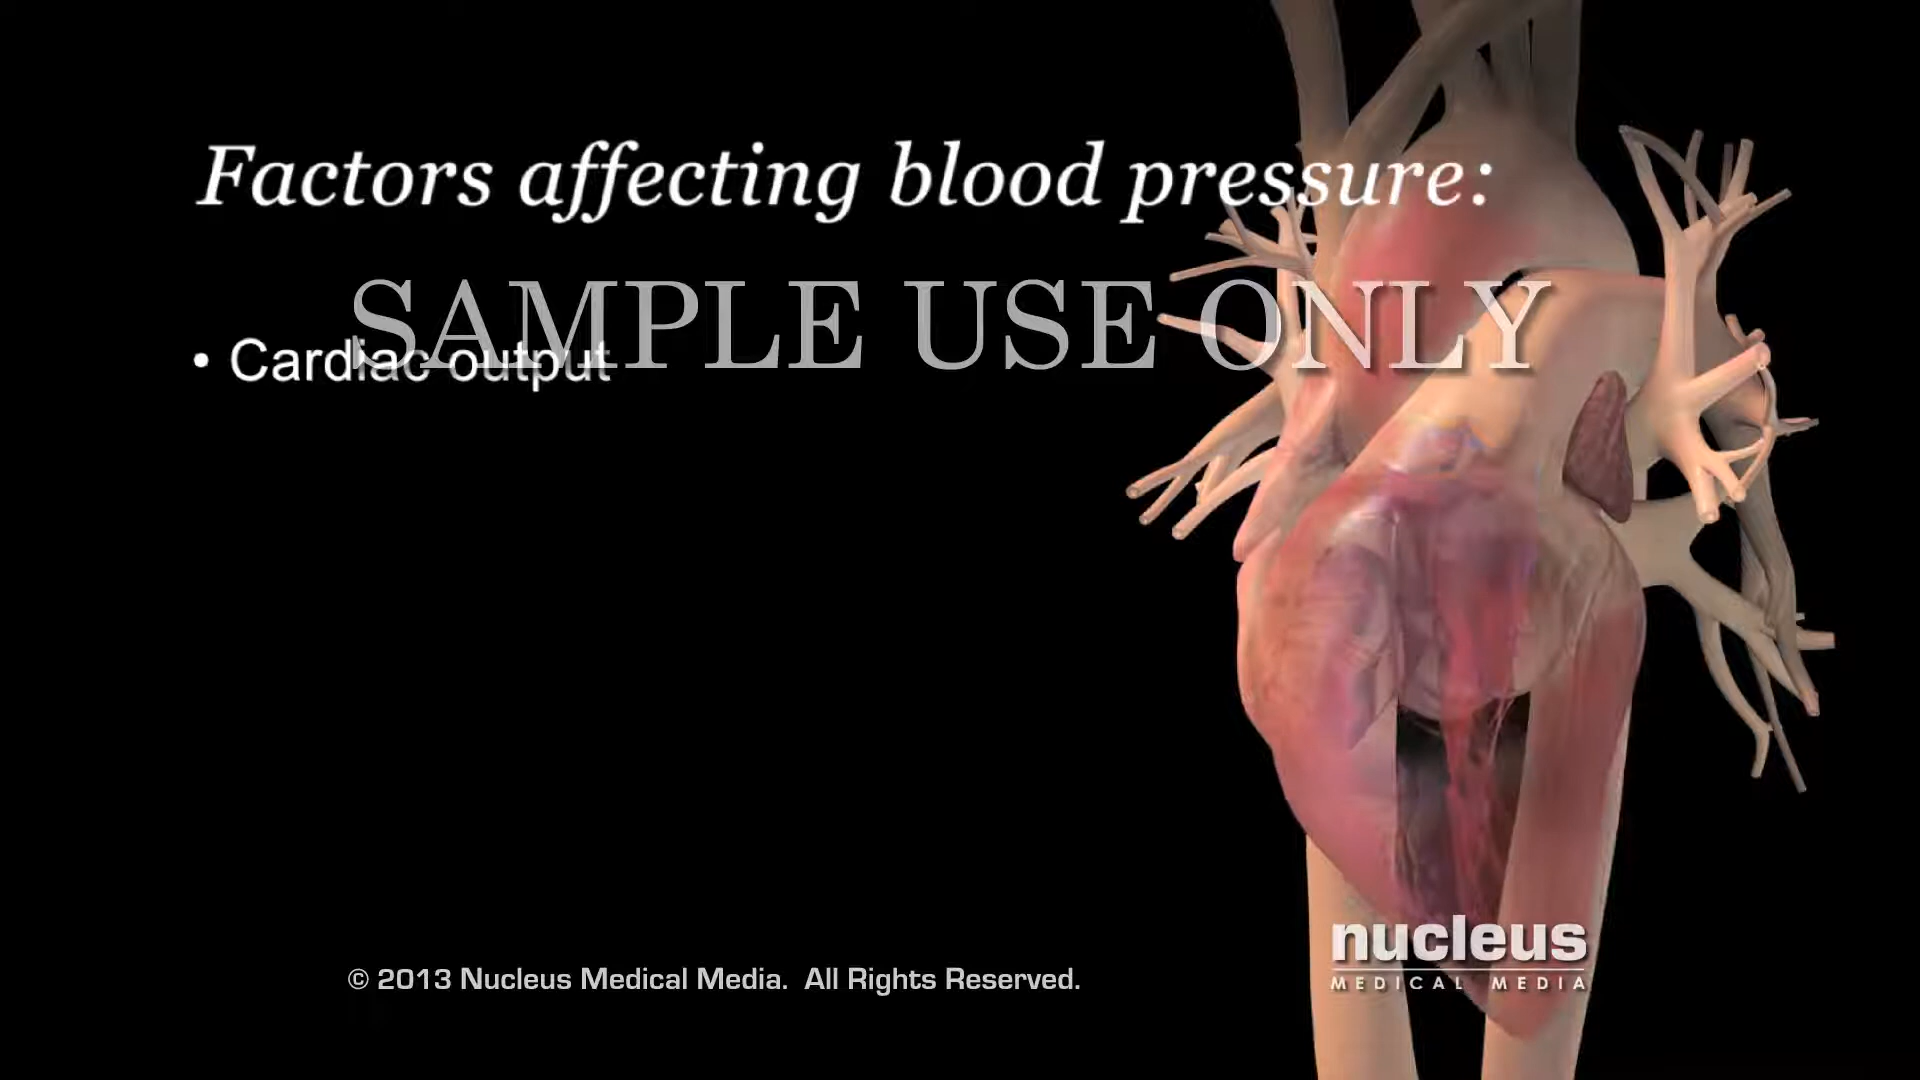 Factors affecting blood pressure:
SAMPLE USE ONLY
• Cardiac output
nucleus
MEDICAL MEDIA
© 2013 Nucleus Medical Media. All Rights Reserved.